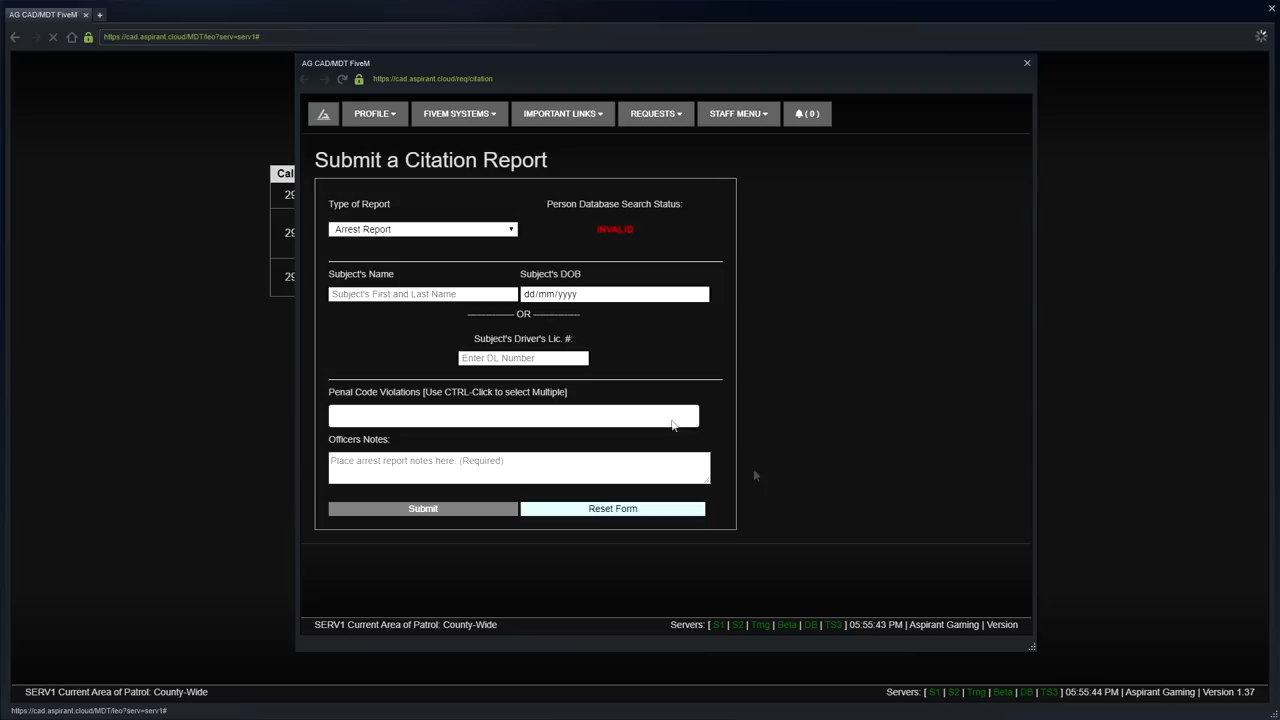 AG CAD/MDT FiveM
https://cad.aspirant.cloud/MDT/leo?serv=serv1#
AG CAD/MDT FiveM
https://cad.aspirant.cloud/req/citation
PROFILE
FIVEM SYSTEMS
IMPORTANT LINKS
REQUESTS
STAFF MENU
( 0 )
Submit a Citation Report
Cal
29
29
29
Type of Report
Person Database Search Status:
Arrest Report
INVALID
Subject's Name
Subject's DOB
Subject's First and Last Name
dd/mm/yyyy
---------------- OR ----------------
Subject's Driver's Lic. #:
Enter DL Number
Penal Code Violations [Use CTRL-Click to select Multiple]
Officers Notes:
Place arrest report notes here. (Required)
Submit
Reset Form
SERV1 Current Area of Patrol: County-Wide
Servers: [ S1 | S2 | Trng | Beta | DB | TS3 ] 05:55:43 PM | Aspirant Gaming | Version
SERV1 Current Area of Patrol: County-Wide
Servers: [ S1 | S2 | Trng | Beta | DB | TS3 ] 05:55:44 PM | Aspirant Gaming | Version 1.37
https://cad.aspirant.cloud/MDT/leo?serv=serv1#